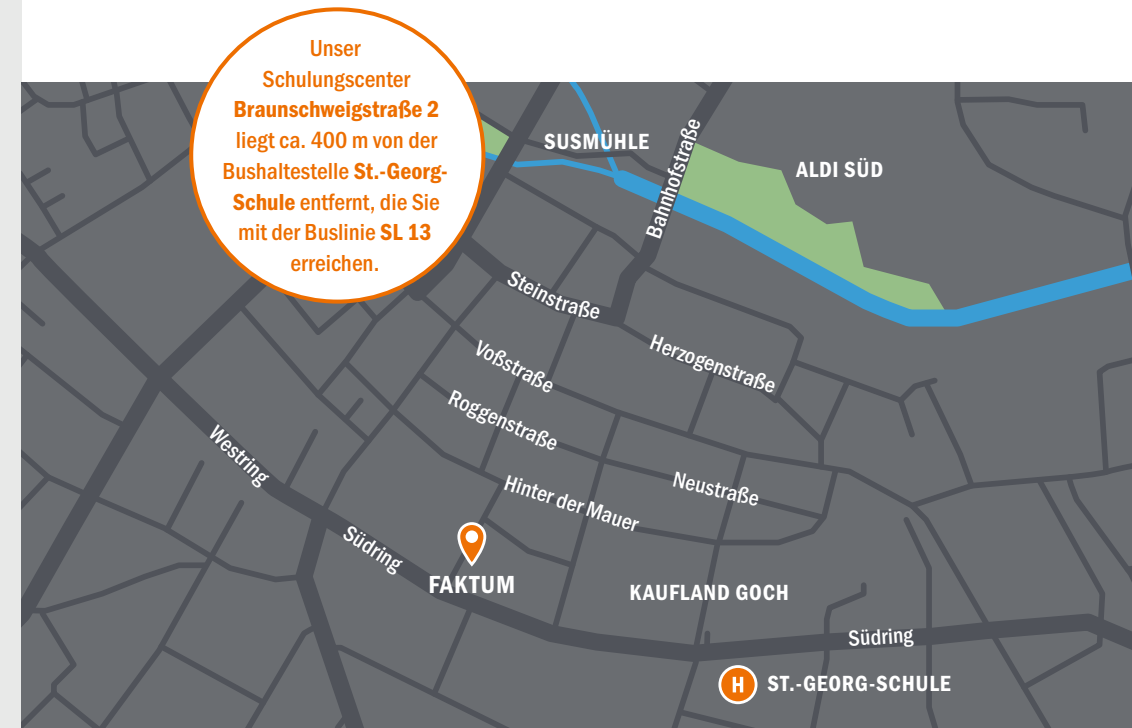 Unser
Schulungscenter
Braunschweigstraße 2
liegt ca. 400 m von der
Bushaltestelle St.-Georg-
Schule entfernt, die Sie
mit der Buslinie SL 13
erreichen.
SUSMÜHLE
Bahnhofstraße
ALDI SÜD
Steinstraße
Herzogenstraße
Voßstraße
Roggenstraße
Westring
Neustraße
Hinter der Mauer
Südring
FAKTUM
KAUFLAND GOCH
Südring
H ST.-GEORG-SCHULE